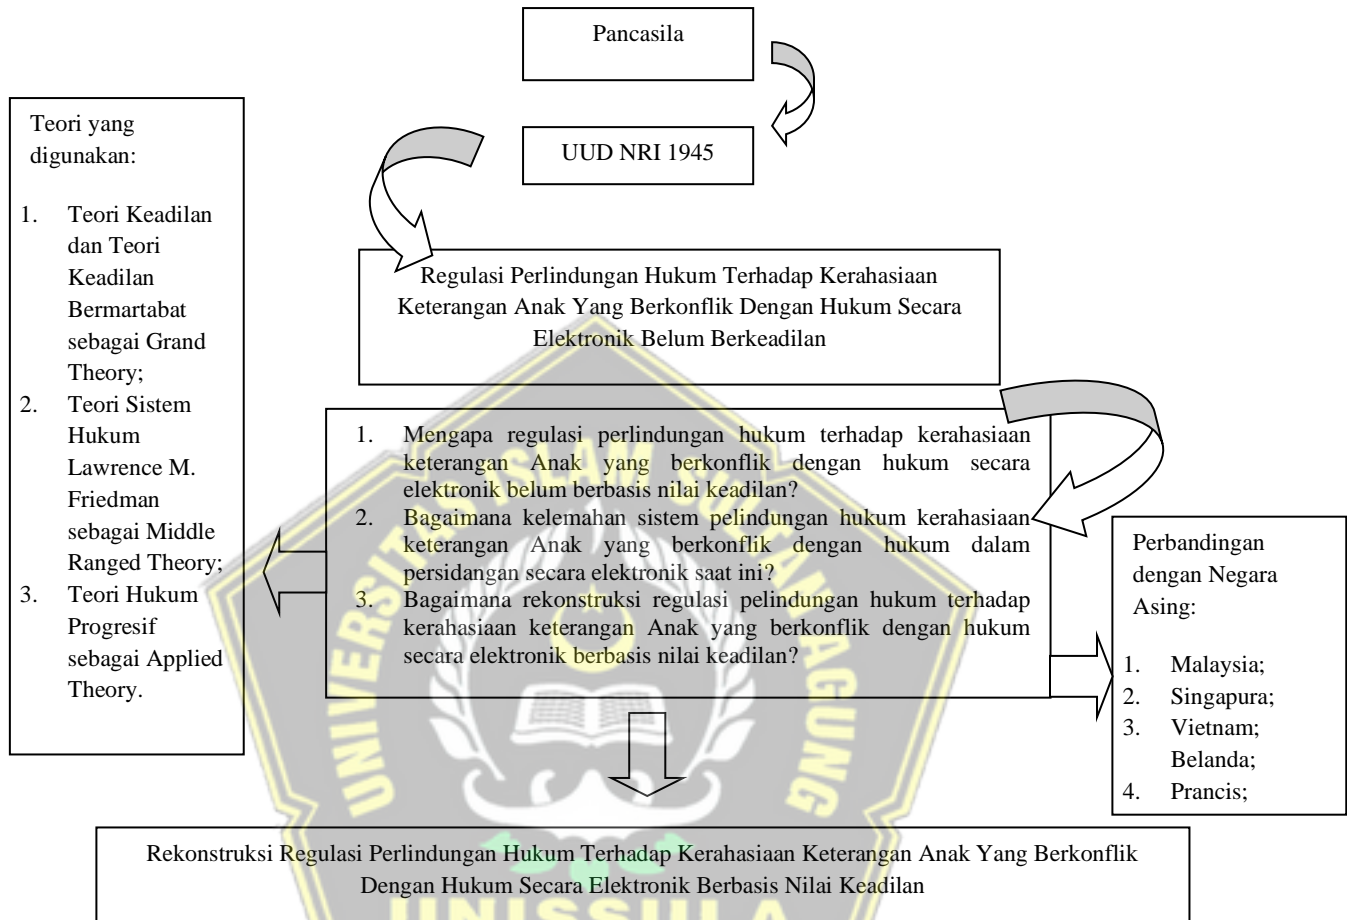 Pancasila
UUD NRI 1945
Teori yang
digunakan:
1. Teori Keadilan
dan Teori
Keadilan
Bermartabat
sebagai Grand
Theory;
2. Teori Sistem
Hukum
Lawrence M.
Friedman
sebagai Middle
Ranged Theory;
3. Teori Hukum
Progresif
sebagai Applied
Theory.
Regulasi Perlindungan Hukum Terhadap Kerahasiaan
Keterangan Anak Yang Berkonflik Dengan Hukum Secara
Elektronik Belum Berkeadilan
1. Mengapa regulasi perlindungan hukum terhadap kerahasiaan
keterangan Anak yang berkonflik dengan hukum secara
elektronik belum berbasis nilai keadilan?
2. Bagaimana kelemahan sistem pelindungan hukum kerahasiaan
keterangan Anak yang berkonflik dengan hukum dalam
persidangan secara elektronik saat ini?
3. Bagaimana rekonstruksi regulasi pelindungan hukum terhadap
kerahasiaan keterangan Anak yang berkonflik dengan hukum
secara elektronik berbasis nilai keadilan?
Perbandingan
dengan Negara
Asing:
1. Malaysia;
2. Singapura;
3. Vietnam;
Belanda;
4. Prancis;
Rekonstruksi Regulasi Perlindungan Hukum Terhadap Kerahasiaan Keterangan Anak Yang Berkonflik
Dengan Hukum Secara Elektronik Berbasis Nilai Keadilan
UNIVERSITAS ISLAM SULTAN AGUNG
UNISSULA